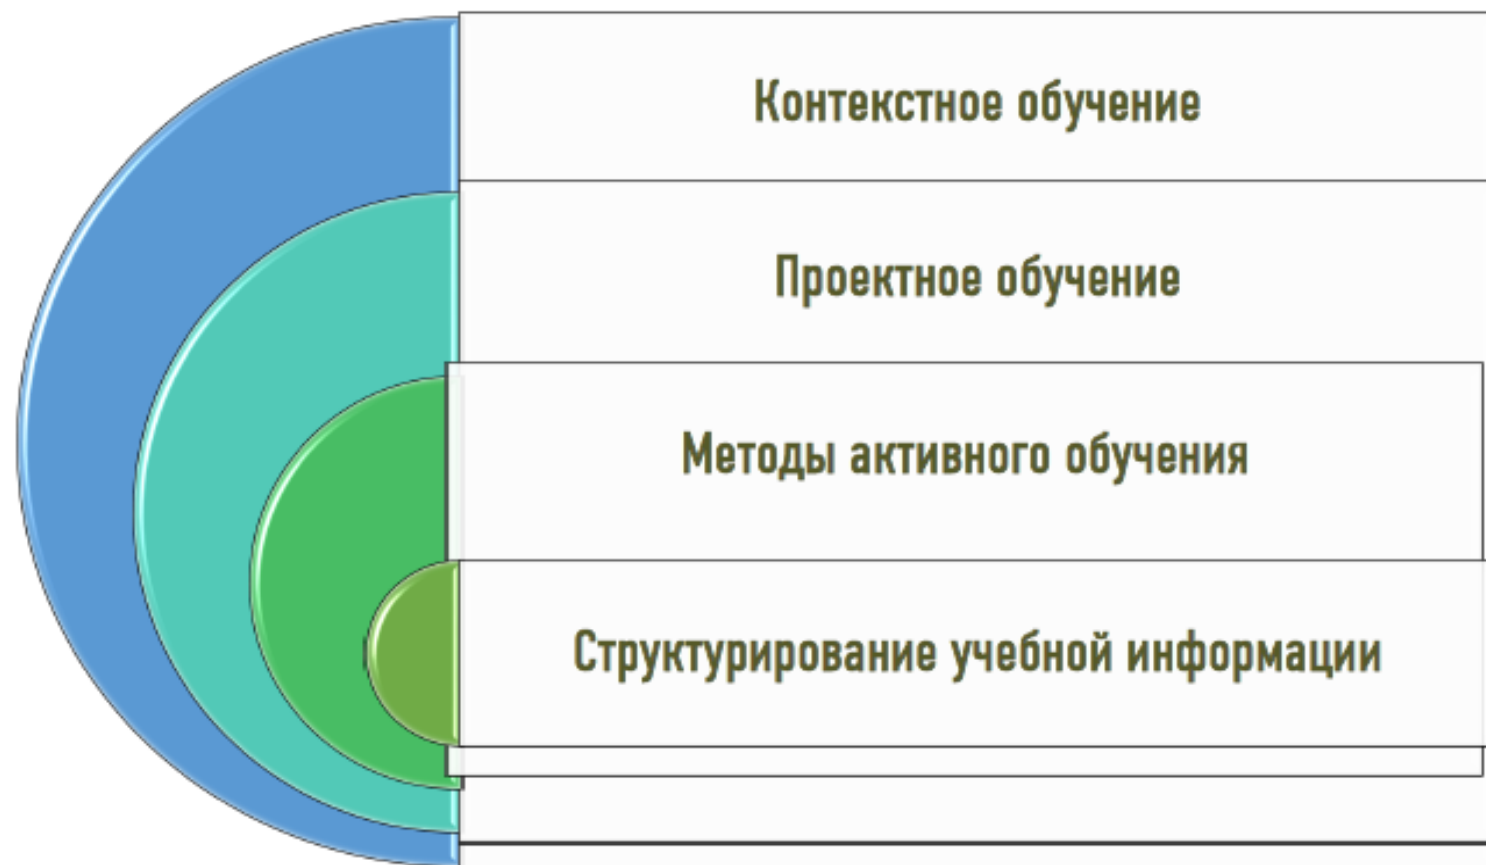 Контекстное обучение
Проектное обучение
Методы активного обучения
Структурирование учебной информации